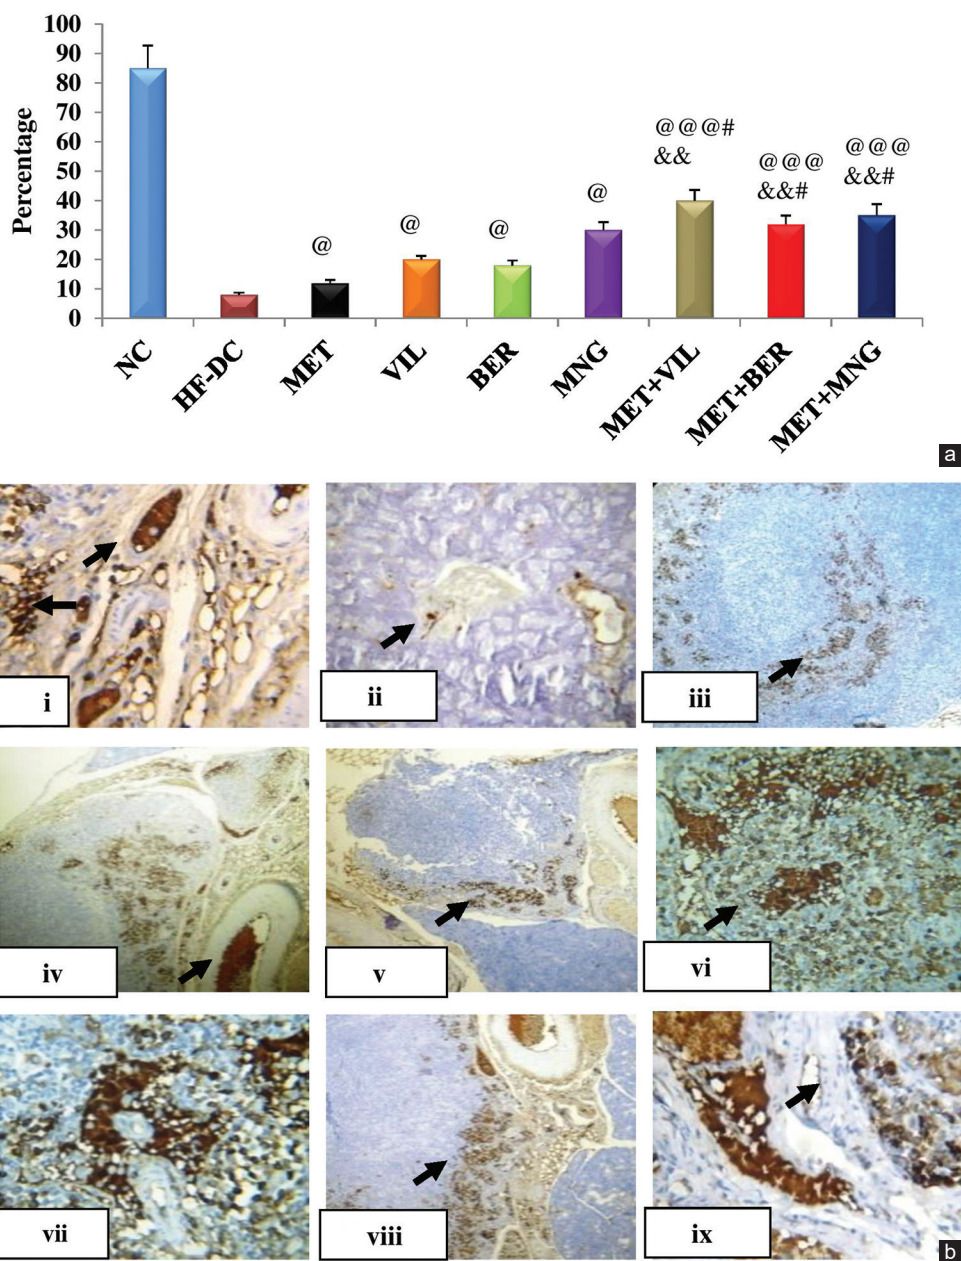 Percentage
100
90
80
70
60
50
40
30
20
10
0
@
@
@
@
@@@#
&&
@@@
&&#
@@@
&&#
NC
HF-DC
MET
VIL
BER
MNG
MET+VIL
MET+BER
MET+MNG
a
i
ii
iii
iv
v
vi
vii
viii
ix
b